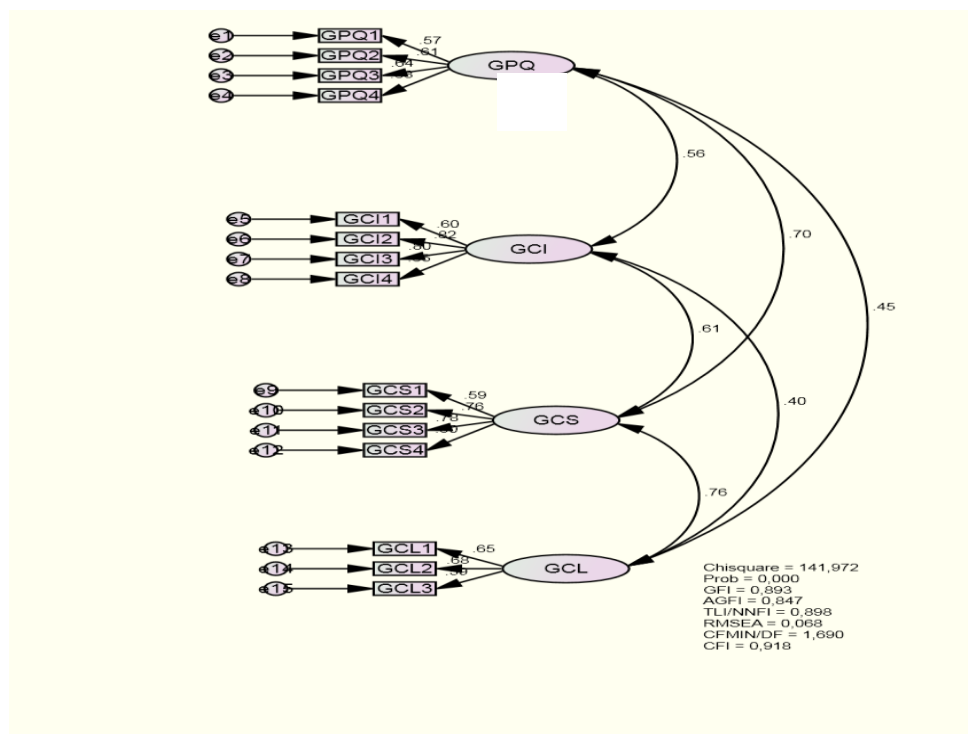 e1 GPQ1 .57
e2 GPQ2 .61
e3 GPQ3 .64
e4 GPQ4
GPQ
.56
.70
.45
e5 GCI1 .60
e6 GCI2 .82
e7 GCI3 .80
e8 GCI4
GCI
.61
.40
e9 GCS1 .59
e10 GCS2 .76
e11 GCS3 .78
e12 GCS4
GCS
.76
e13 GCL1 .65
e14 GCL2 .68
e15 GCL3
GCL
Chisquare = 141,972
Prob = 0,000
GFI = 0,893
AGFI = 0,847
TLI/NNFI = 0,898
RMSEA = 0,068
CFMIN/DF = 1,690
CFI = 0,918